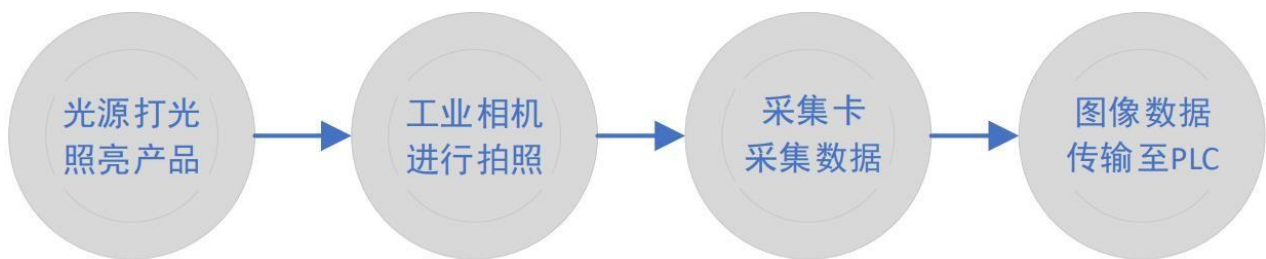 光源打光
照亮产品
工业相机
进行拍照
采集卡
采集数据
图像数据
传输至PLC